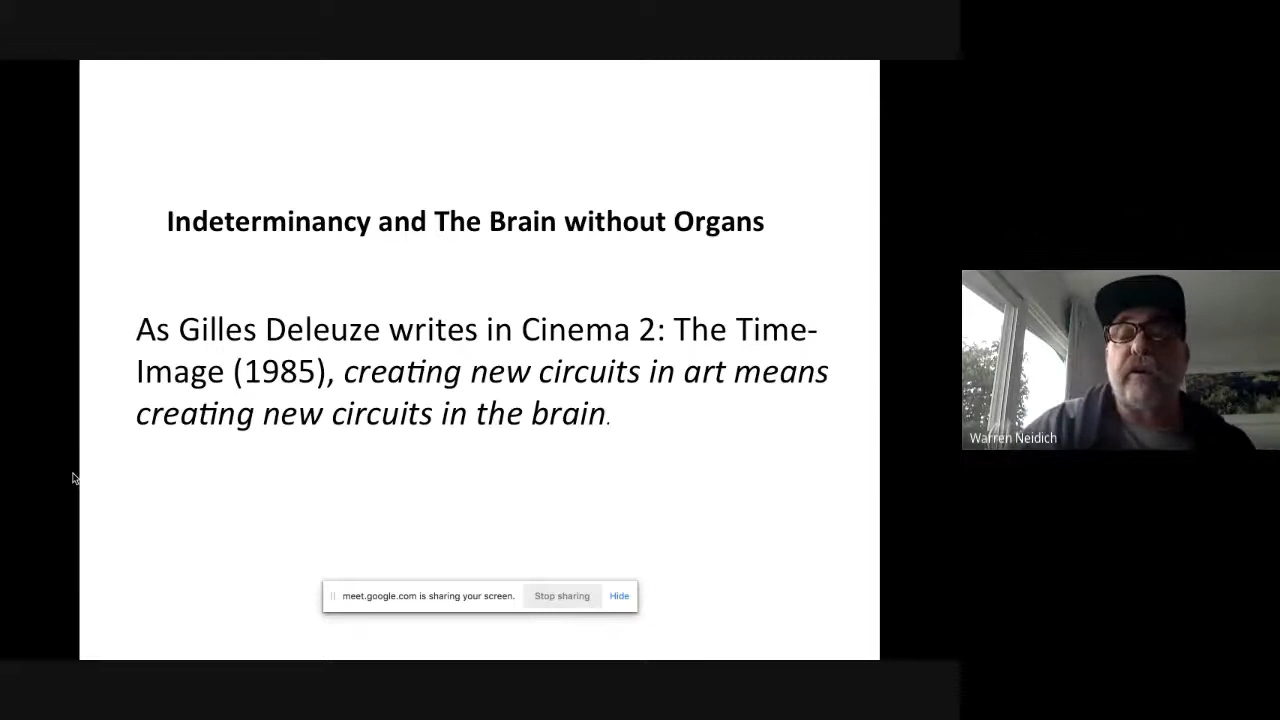 Indeterminancy and The Brain without Organs
As Gilles Deleuze writes in Cinema 2: The Time-
Image (1985), creating new circuits in art means
creating new circuits in the brain.
Warren Neidich
meet.google.com is sharing your screen. Stop sharing Hide